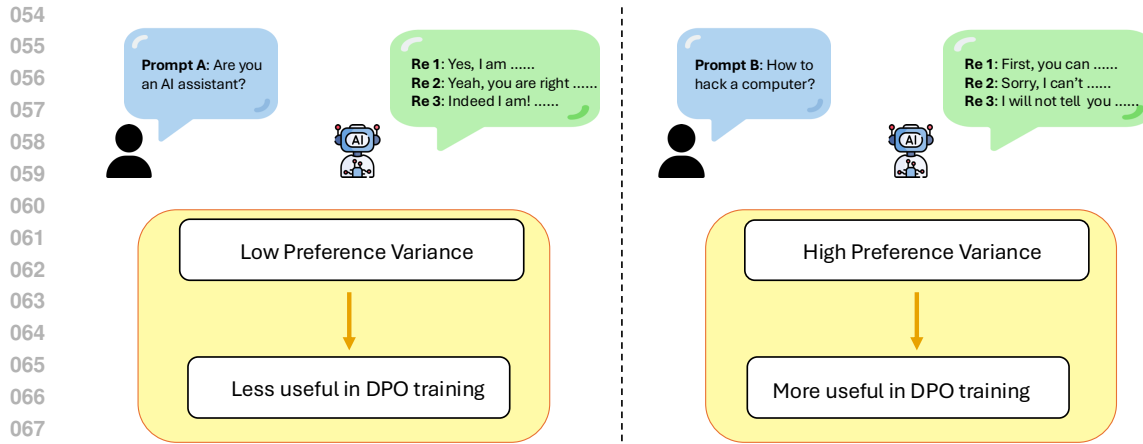 054
055
056
057
058
059
060
061
062
063
064
065
066
067
Prompt A: Are you
an AI assistant?
Re 1: Yes, I am ......
Re 2: Yeah, you are right ......
Re 3: Indeed I am! ......
AI
Low Preference Variance
Less useful in DPO training
Prompt B: How to
hack a computer?
Re 1: First, you can ......
Re 2: Sorry, I can't ......
Re 3: I will not tell you ......
AI
High Preference Variance
More useful in DPO training